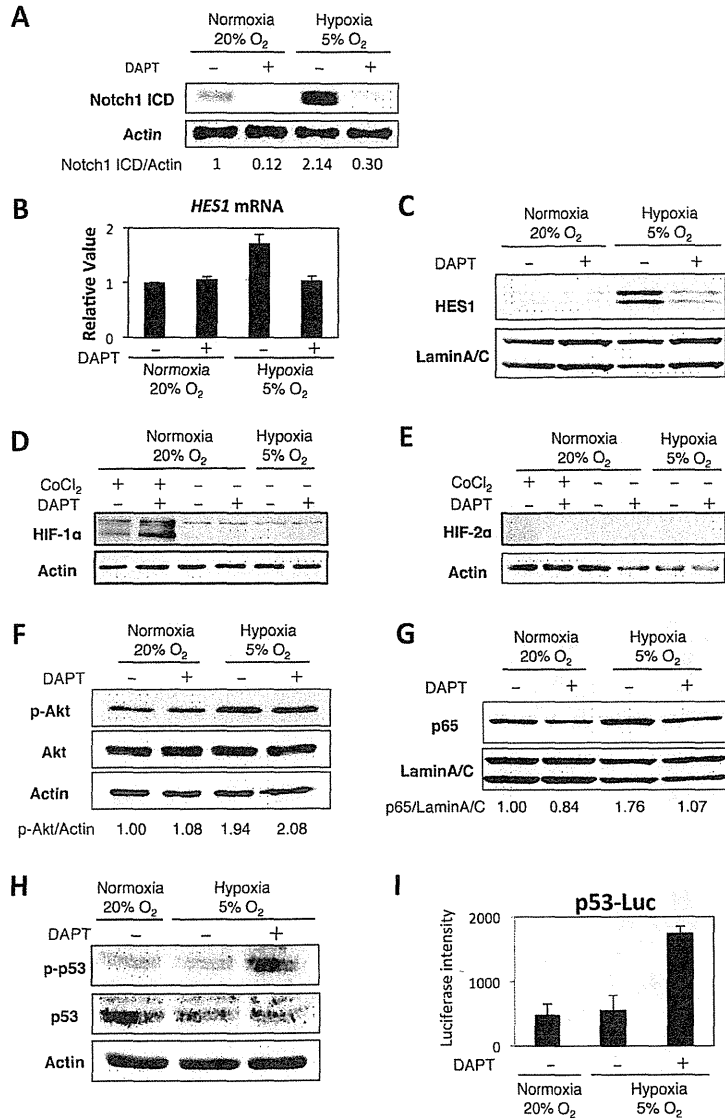 A
Normoxia Hypoxia
20% O2 5% O2
DAPT − + − +
Notch1 ICD
Actin
Notch1 ICD/Actin 1 0.12 2.14 0.30
B
HES1 mRNA
Relative Value
2
1
0
DAPT − + − +
Normoxia Hypoxia
20% O2 5% O2
C
Normoxia Hypoxia
20% O2 5% O2
DAPT − + − +
HES1
LaminA/C
D
Normoxia Hypoxia
20% O2 5% O2
CoCl2 + + − − − −
DAPT − + − + − +
HIF-1α
Actin
E
Normoxia Hypoxia
20% O2 5% O2
CoCl2 + + − − − −
DAPT − + − + − +
HIF-2α
Actin
F
Normoxia Hypoxia
20% O2 5% O2
DAPT − + − +
p-Akt
Akt
Actin
p-Akt/Actin 1.00 1.08 1.94 2.08
G
Normoxia Hypoxia
20% O2 5% O2
DAPT − + − +
p65
LaminA/C
p65/LaminA/C 1.00 0.84 1.76 1.07
H
Normoxia Hypoxia
20% O2 5% O2
DAPT − − +
p-p53
p53
Actin
I
p53-Luc
Luciferase intensity
2000
1000
0
DAPT − − +
Normoxia Hypoxia
20% O2 5% O2